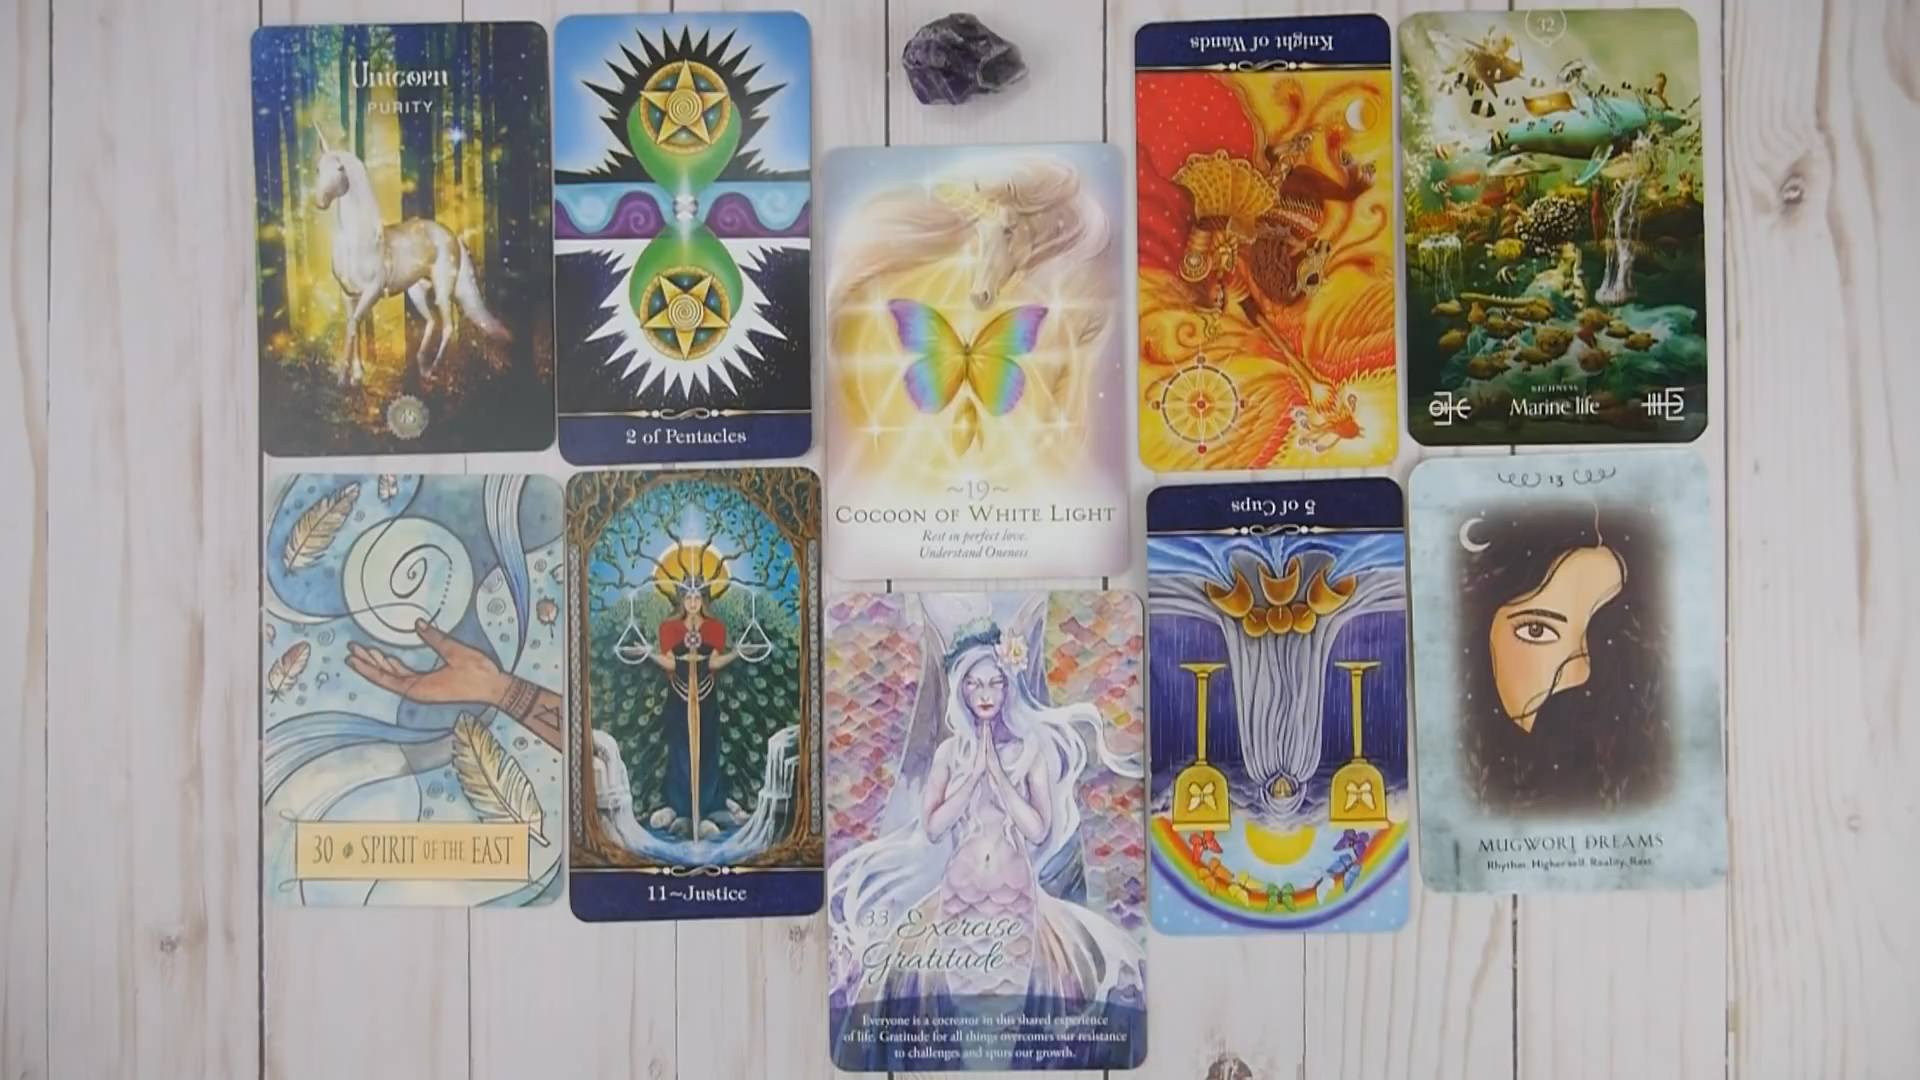 Unicorn
PURITY
2 of Pentacles
~19~
COCOON OF WHITE LIGHT
Rest in perfect love.
Understand Oneness
Knight of Wands
32
RICHNESS
Marine life
30 SPIRIT OF THE EAST
11~Justice
33 Exercise
Gratitude
Everyone is a cocreator in this shared experience
of life. Gratitude for all things overcomes our resistance
to challenges and spurs our growth.
5 of Cups
13
MUGWORT DREAMS
Rhythm. Higher self. Reality. Rest.